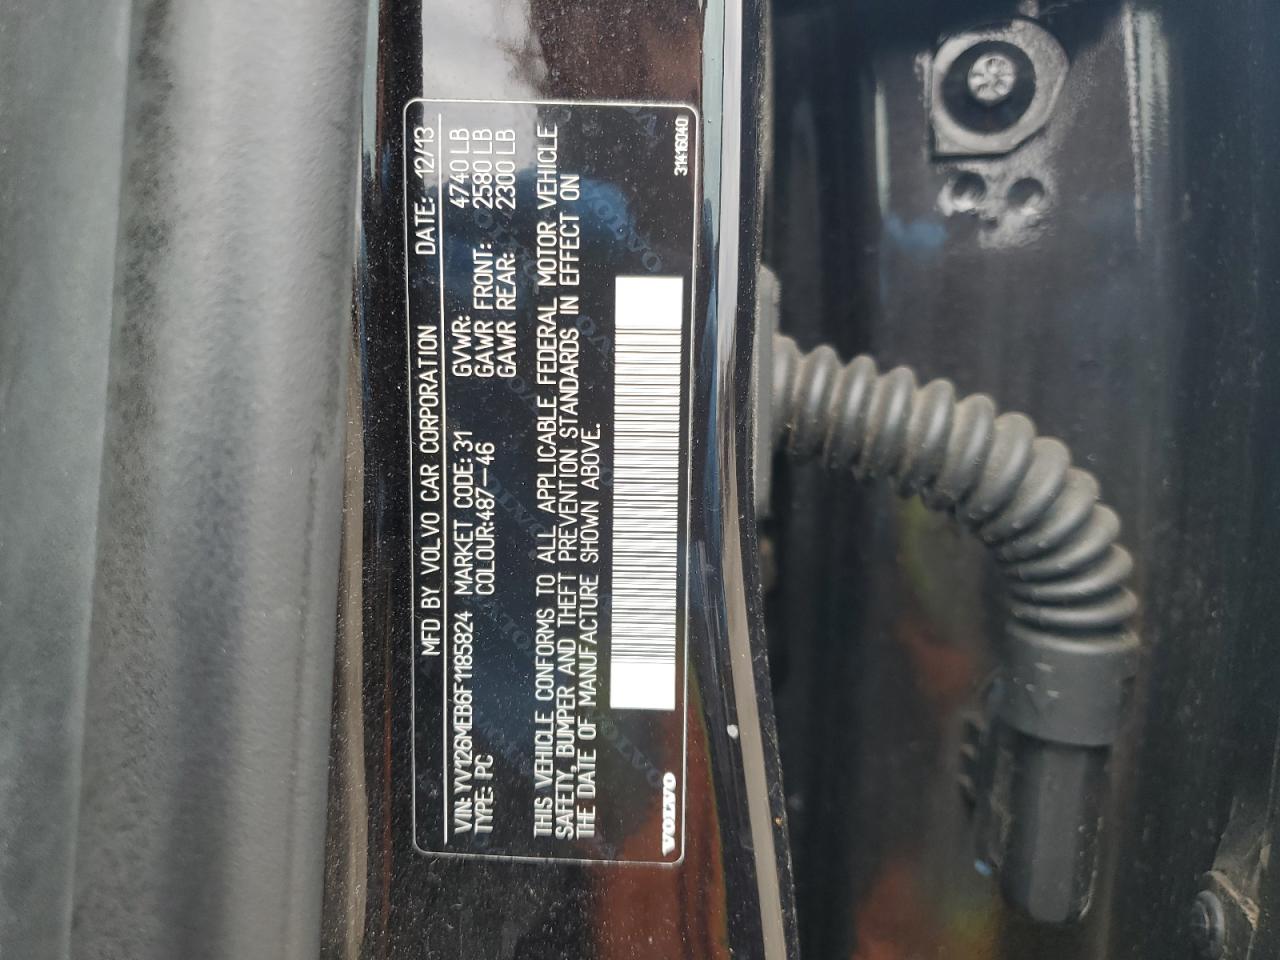 MFD BY VOLVO CAR CORPORATION DATE: 12/13
VIN: YV126MEB6F1185824 MARKET CODE: 31 GVWR: 4740 LB
TYPE: PC COLOUR:487-46 GAWR FRONT: 2580 LB
GAWR REAR: 2300 LB
THIS VEHICLE CONFORMS TO ALL APPLICABLE FEDERAL MOTOR VEHICLE
SAFETY, BUMPER AND THEFT PREVENTION STANDARDS IN EFFECT ON
THE DATE OF MANUFACTURE SHOWN ABOVE.
VOLVO 31416040